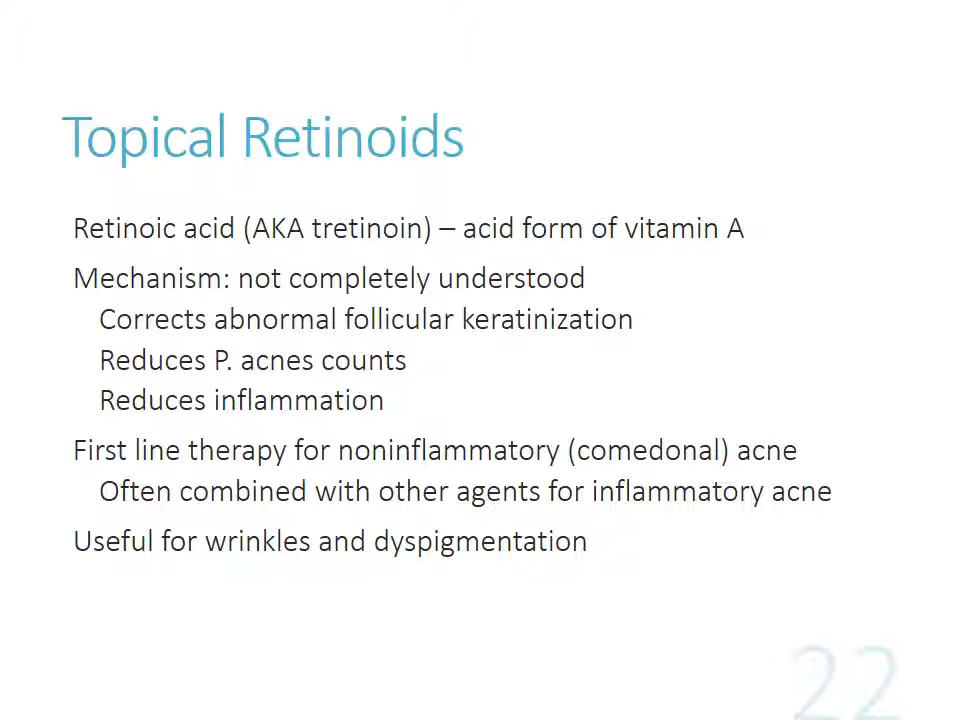 Topical Retinoids
Retinoic acid (AKA tretinoin) – acid form of vitamin A
Mechanism: not completely understood
Corrects abnormal follicular keratinization
Reduces P. acnes counts
Reduces inflammation
First line therapy for noninflammatory (comedonal) acne
Often combined with other agents for inflammatory acne
Useful for wrinkles and dyspigmentation
22